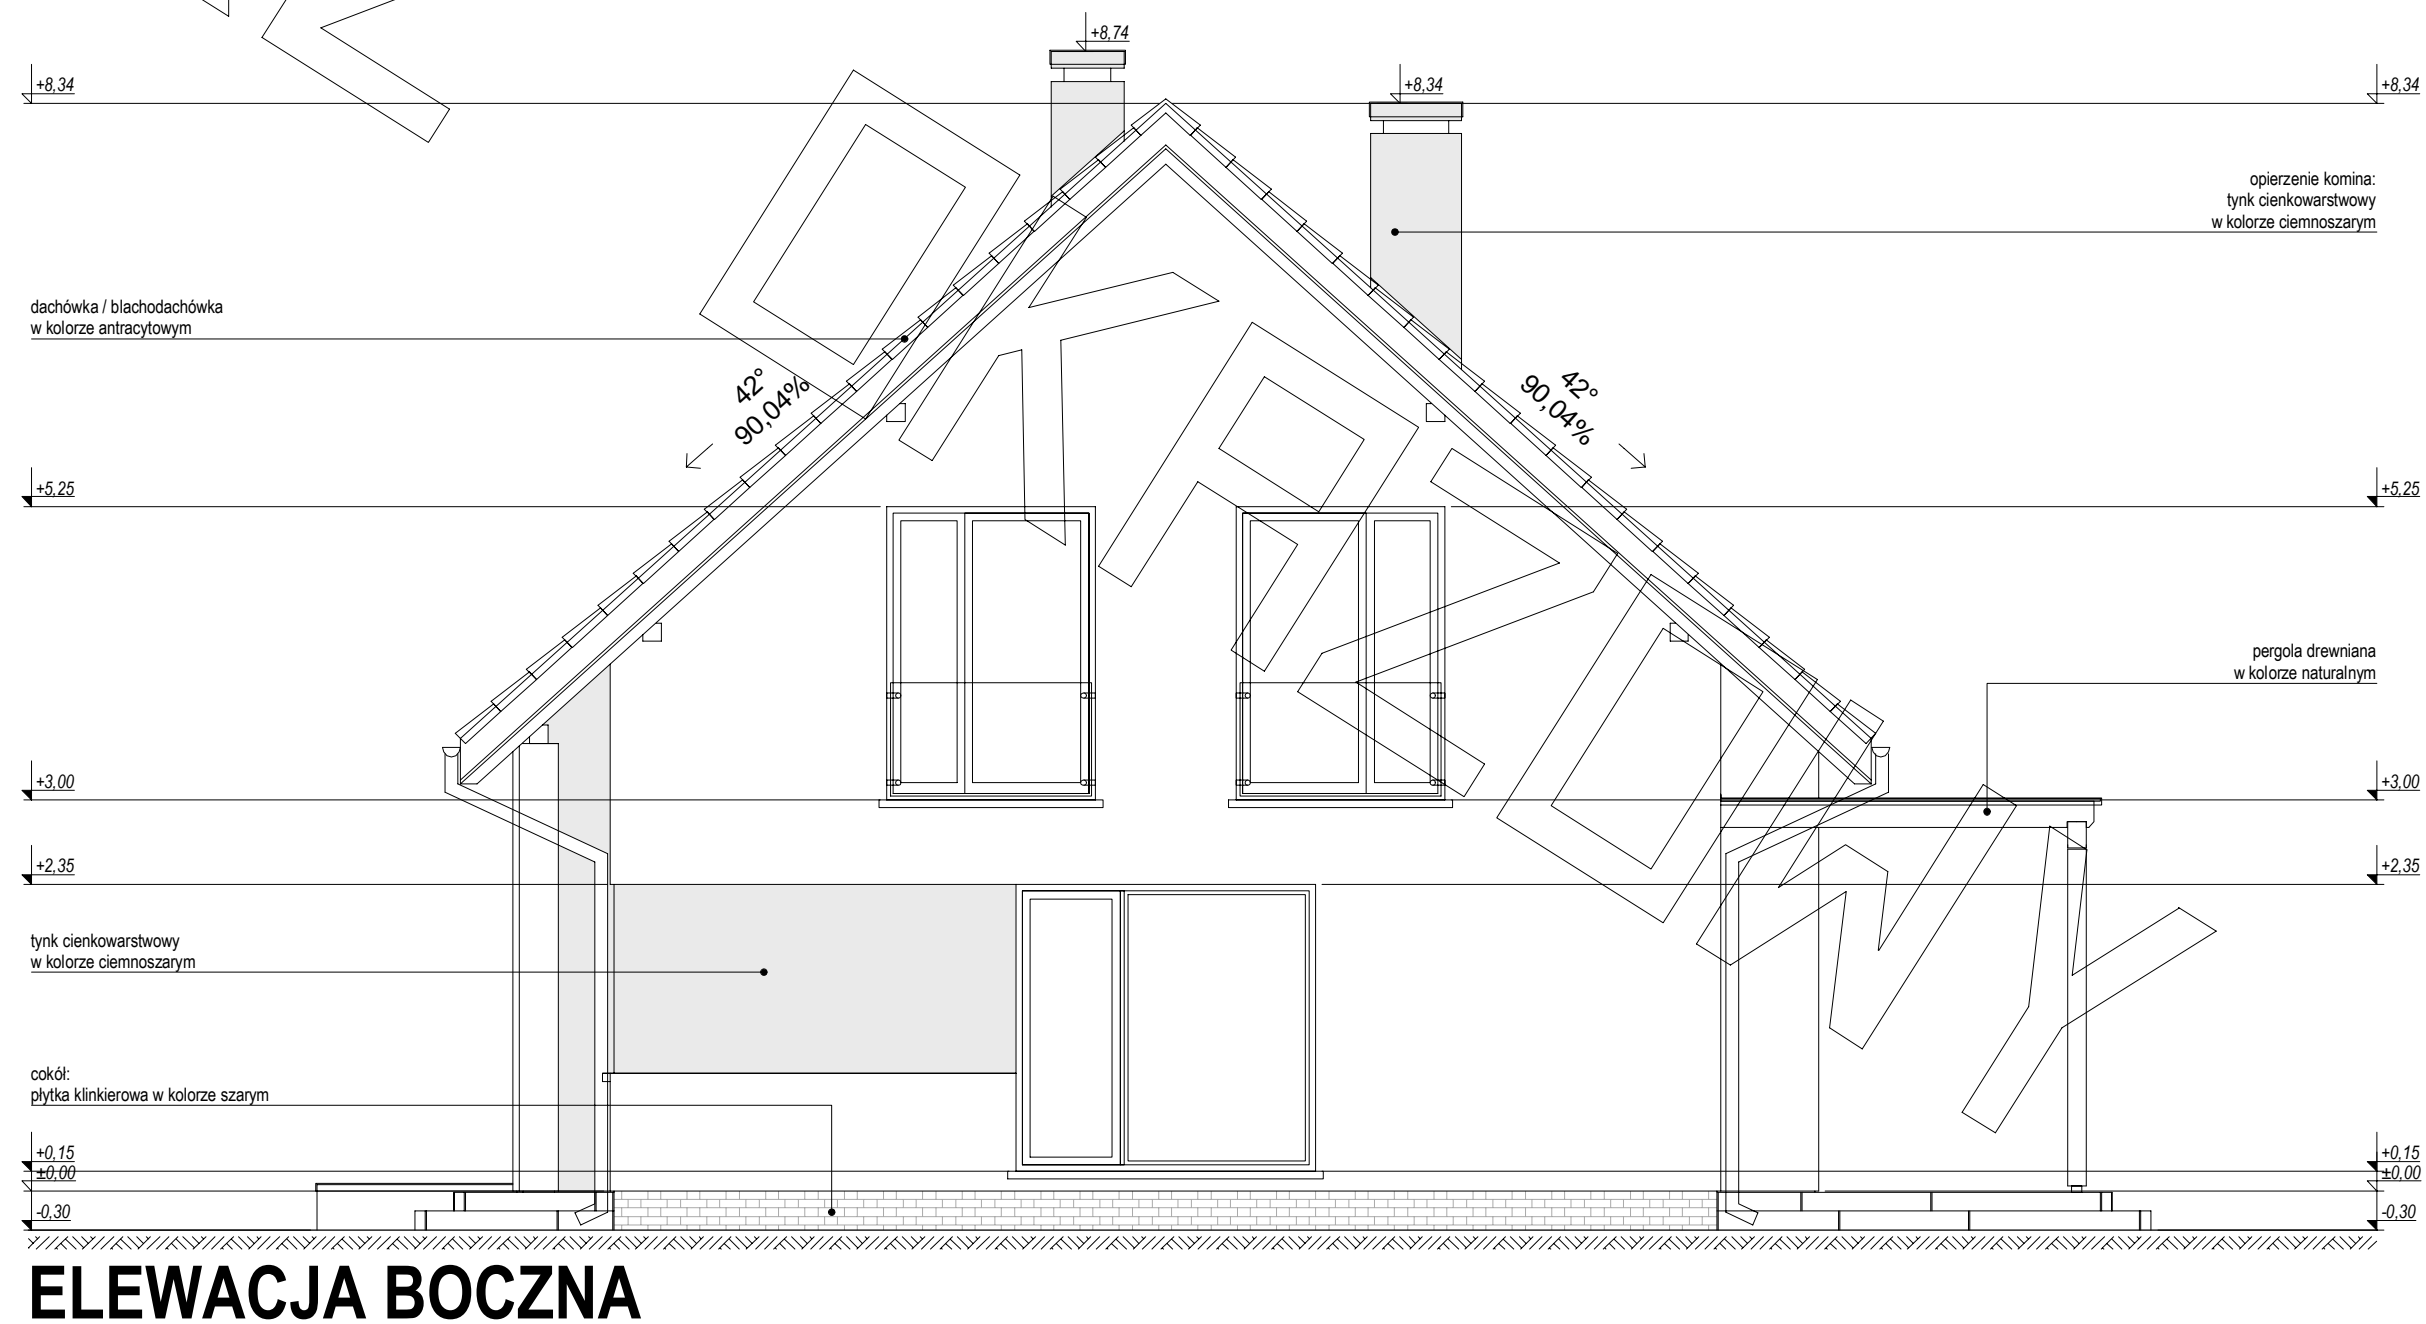 +8,74
+8,34
+8,34
+8,34
opierzenie komina:
tynk cienkowarstwowy
w kolorze ciemnoszarym
dachówka / blachodachówka
w kolorze antracytowym
42°
90,04%
42°
90,04%
+5,25
+5,25
pergola drewniana
w kolorze naturalnym
+3,00
+3,00
+2,35
+2,35
tynk cienkowarstwowy
w kolorze ciemnoszarym
cokół:
płytka klinkierowa w kolorze szarym
+0,15
±0,00
-0,30
+0,15
±0,00
-0,30
ELEWACJA BOCZNA